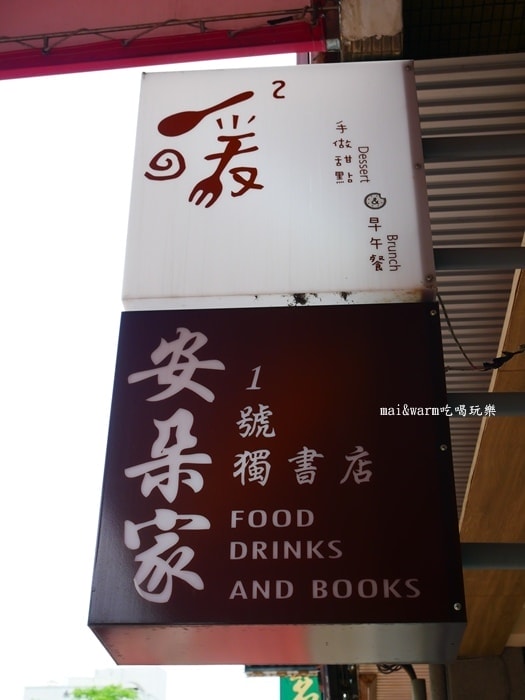 暖²
手做甜點
Dessert
&
早午餐
Brunch
安朵家
1
號
獨書店
FOOD
DRINKS
AND BOOKS
mai&warm吃喝玩樂